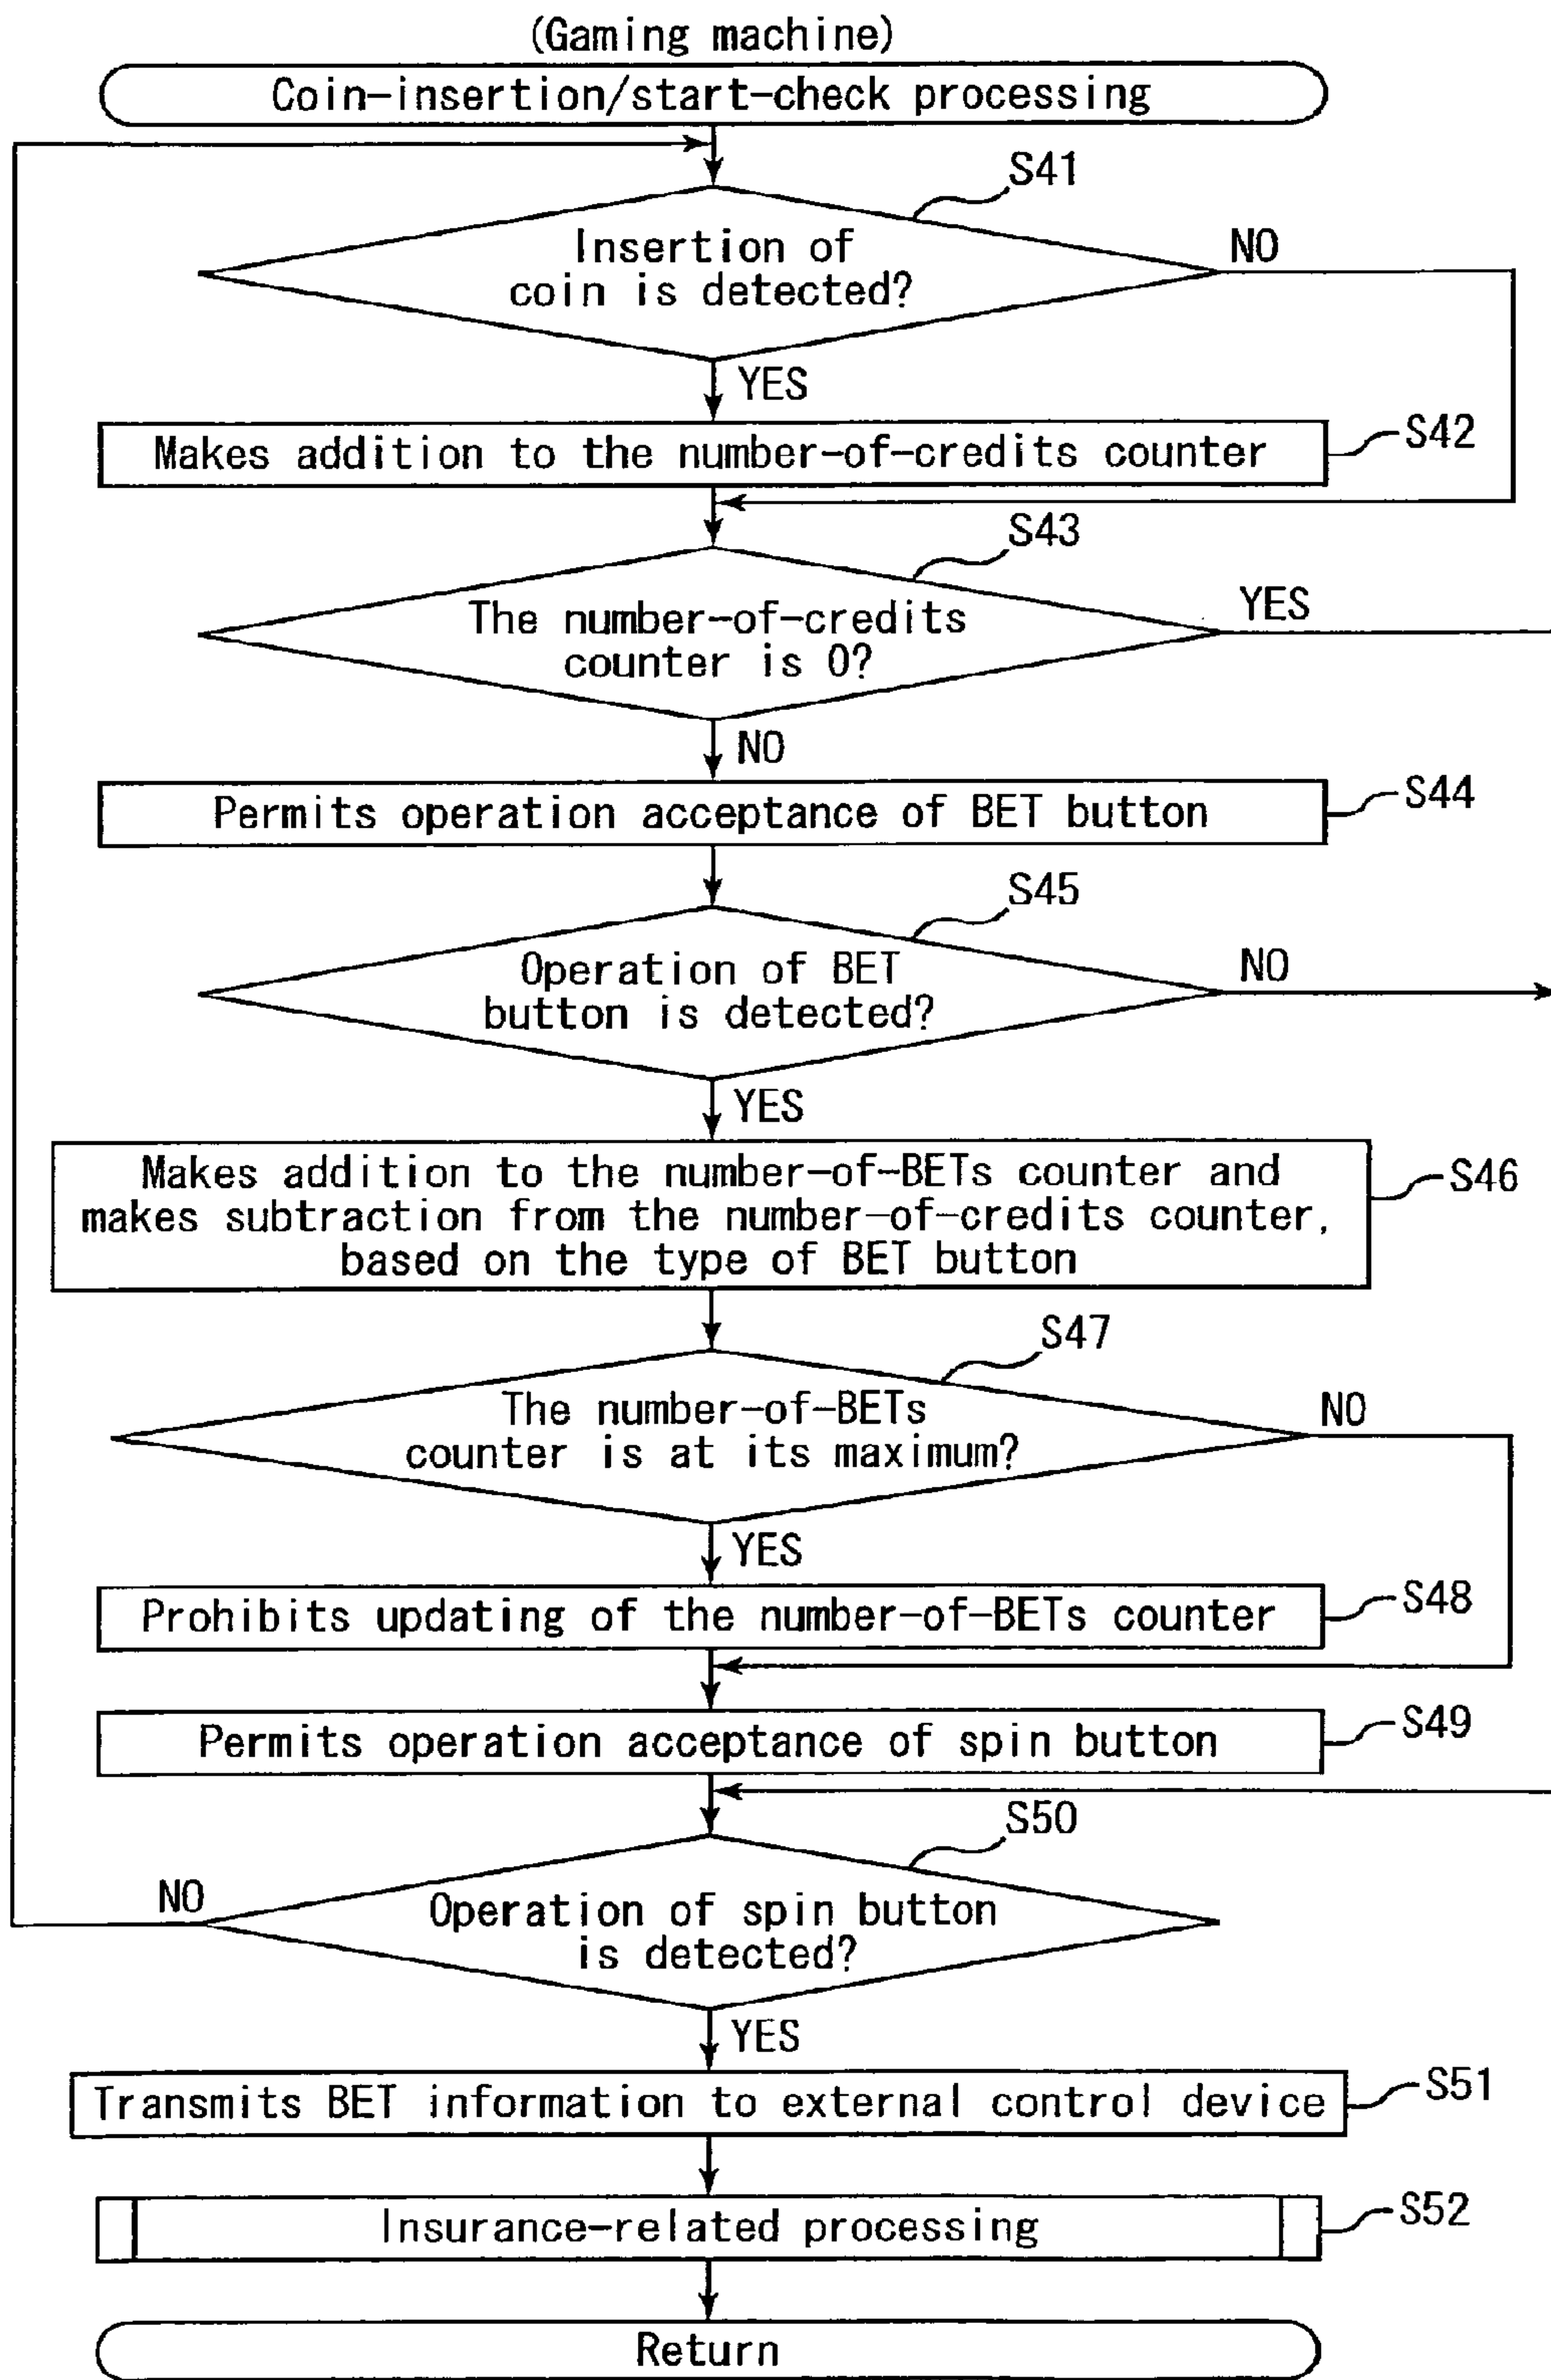 (Gaming machine)
Coin-insertion/start-check processing
S41
Insertion of
coin is detected?
NO
YES
Makes addition to the number-of-credits counter
S42
S43
The number-of-credits
counter is 0?
YES
NO
Permits operation acceptance of BET button
S44
S45
Operation of BET
button is detected?
NO
YES
Makes addition to the number-of-BETs counter and
makes subtraction from the number-of-credits counter,
based on the type of BET button
S46
S47
The number-of-BETs
counter is at its maximum?
NO
YES
Prohibits updating of the number-of-BETs counter
S48
Permits operation acceptance of spin button
S49
S50
NO
Operation of spin button
is detected?
YES
Transmits BET information to external control device
S51
Insurance-related processing
S52
Return